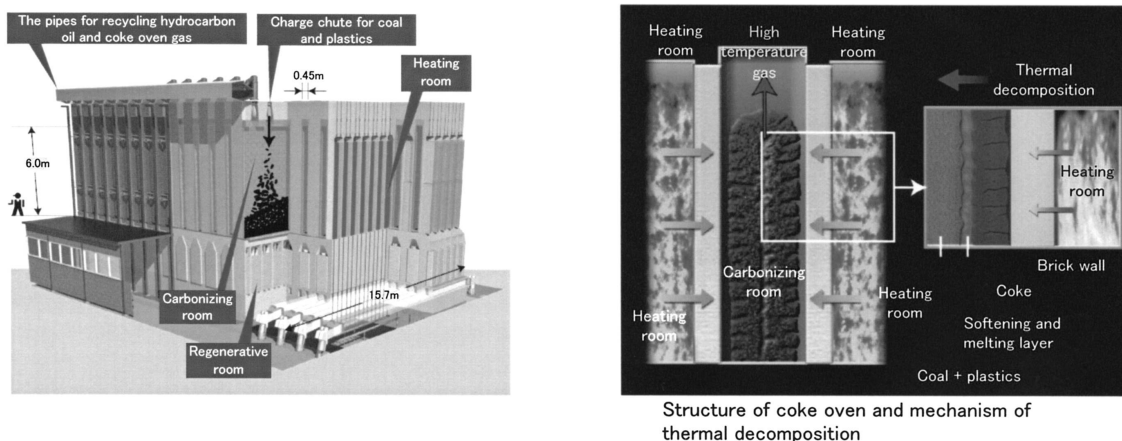 The pipes for recycling hydrocarbon
oil and coke oven gas
Charge chute for coal
and plastics
0.45m
Heating
room
6.0m
Carbonizing
room
15.7m
Regenerative
room
Heating
room
High
temperature
gas
Heating
room
Thermal
decomposition
Heating
room
Carbonizing
room
Heating
room
Heating
room
Brick wall
Coke
Softening and
melting layer
Coal + plastics
Structure of coke oven and mechanism of
thermal decomposition